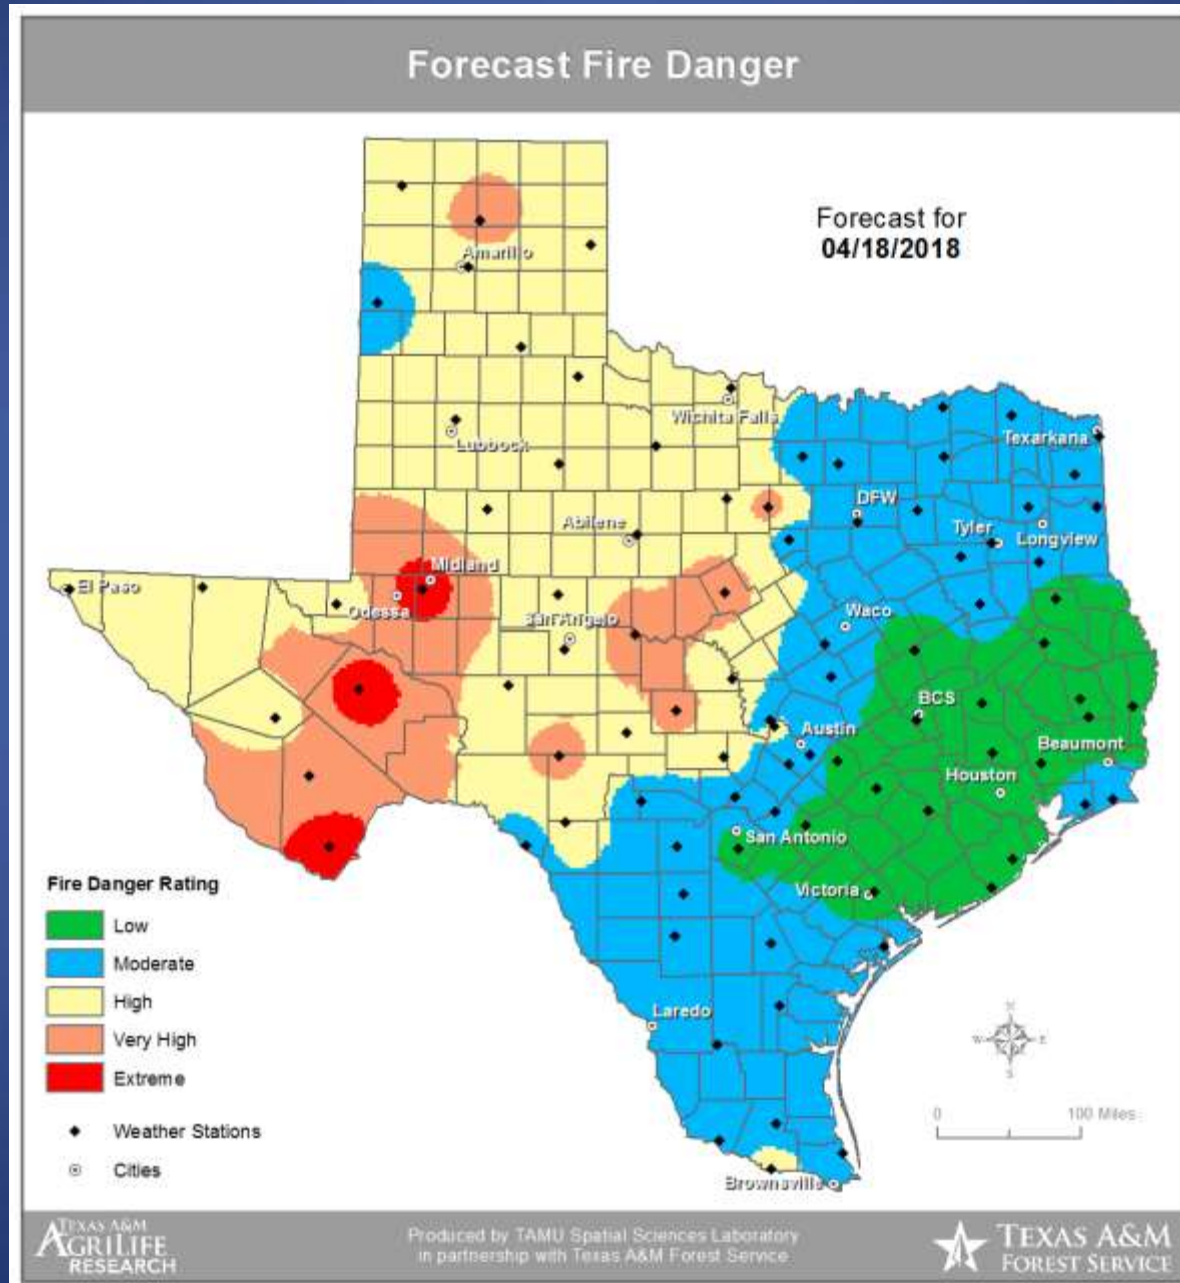 Forecast Fire Danger
Forecast for
04/18/2018
Amarillo
Wichita Falls
Lubbock
Texarkana
DFW
Abilene
Tyler
Longview
Midland
El Paso
Odessa
San Angelo
Waco
BCS
Austin
Beaumont
Houston
San Antonio
Victoria
Fire Danger Rating
Low
Moderate
High
Very High
Extreme
Laredo
N
W E
S
0 100 Miles
Weather Stations
Cities
Brownsville
TEXAS A&M
AGRILIFE
RESEARCH
Produced by TAMU Spatial Sciences Laboratory
in partnership with Texas A&M Forest Service
TEXAS A&M
FOREST SERVICE